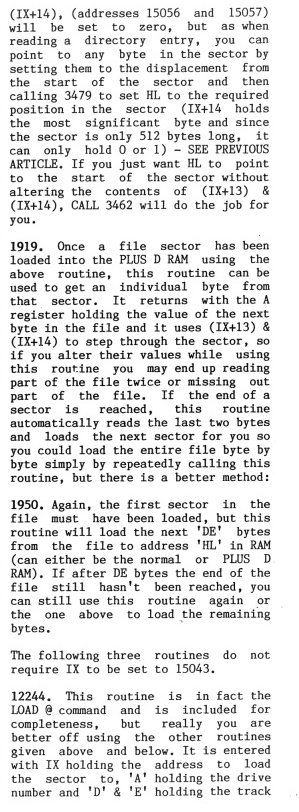 (IX+14), (addresses 15056 and 15057)
will be set to zero, but as when
reading a directory entry, you can
point to any byte in the sector by
setting them to the displacement from
the start of the sector and then
calling 3479 to set HL to the required
position in the sector (IX+14 holds
the most significant byte and since
the sector is only 512 bytes long, it
can only hold 0 or 1) - SEE PREVIOUS
ARTICLE. If you just want HL to point
to the start of the sector without
altering the contents of (IX+13) &
(IX+14), CALL 3462 will do the job for
you.
1919. Once a file sector has been
loaded into the PLUS D RAM using the
above routine, this routine can be
used to get an individual byte from
that sector. It returns with the A
register holding the value of the next
byte in the file and it uses (IX+13) &
(IX+14) to step through the sector, so
if you alter their values while using
this routine you may end up reading
part of the file twice or missing out
part of the file. If the end of a
sector is reached, this routine
automatically reads the last two bytes
and loads the next sector for you so
you could load the entire file byte by
byte simply by repeatedly calling this
routine, but there is a better method:
1950. Again, the first sector in the
file must have been loaded, but this
routine will load the next 'DE' bytes
from the file to address 'HL' in RAM
(can either be the normal or PLUS D
RAM). If after DE bytes the end of the
file still hasn't been reached, you
can still use this routine again or
the one above to load the remaining
bytes.
The following three routines do not
require IX to be set to 15043.
12244. This routine is in fact the
LOAD @ command and is included for
completeness, but really you are
better off using the other routines
given above and below. It is entered
with IX holding the address to load
the sector to, 'A' holding the drive
number and 'D' & 'E' holding the track